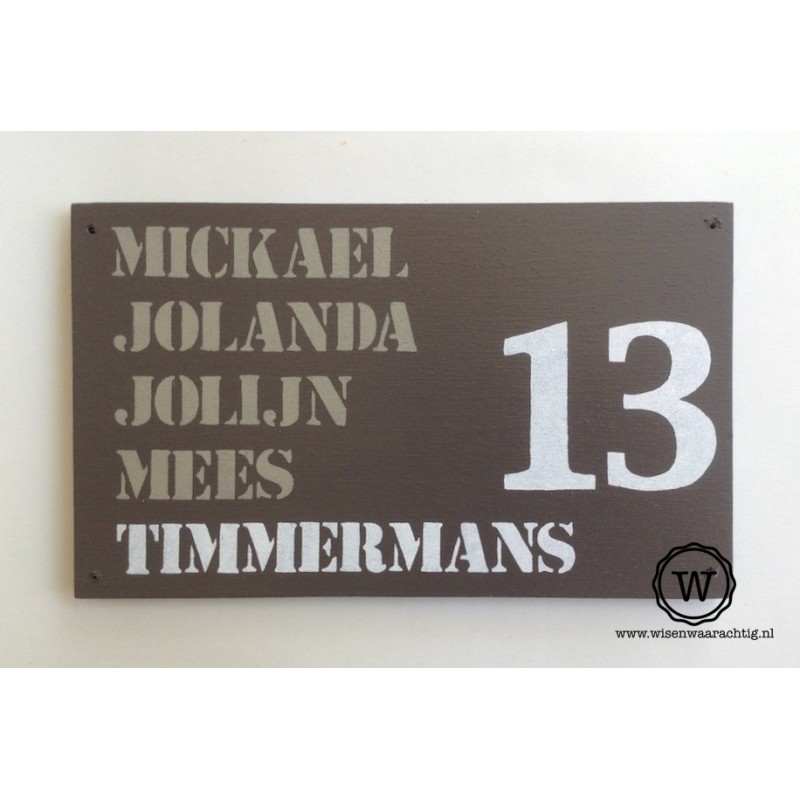 MICKAEL
JOLANDA
JOLIJN
MEES
TIMMERMANS
13
W
www.wisenwaarachtig.nl